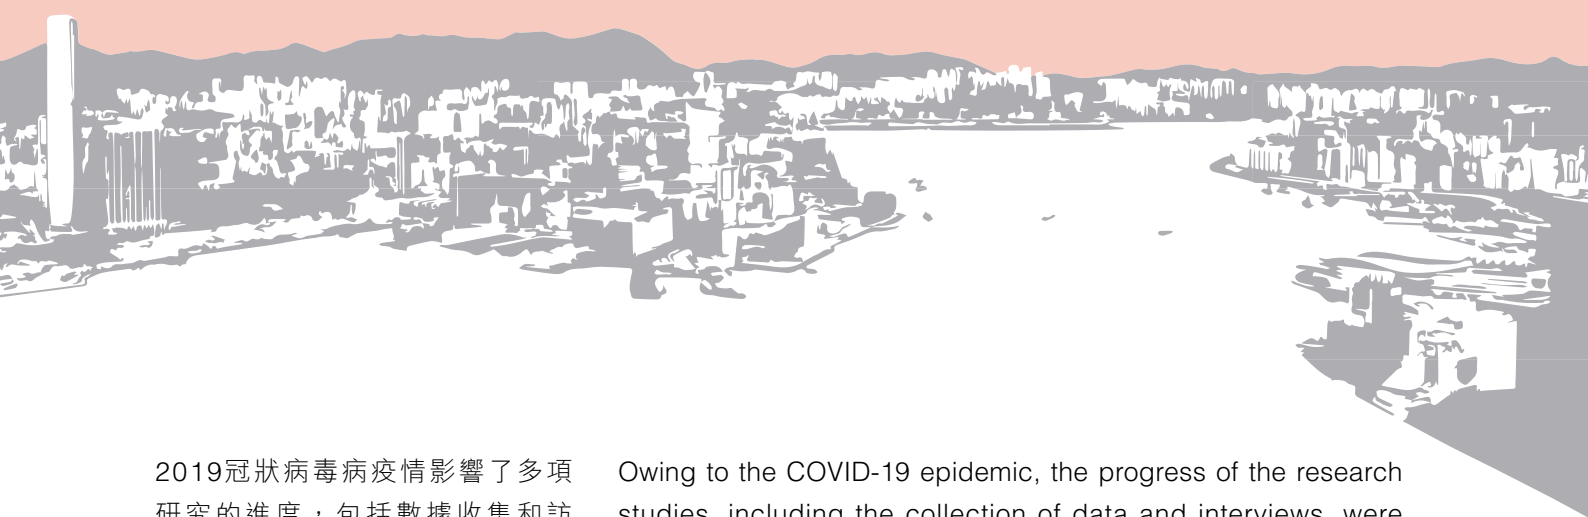 2019冠狀病毒病疫情影響了多項
研究的進度，包括數據收集和訪
Owing to the COVID-19 epidemic, the progress of the research
studies, including the collection of data and interviews, were